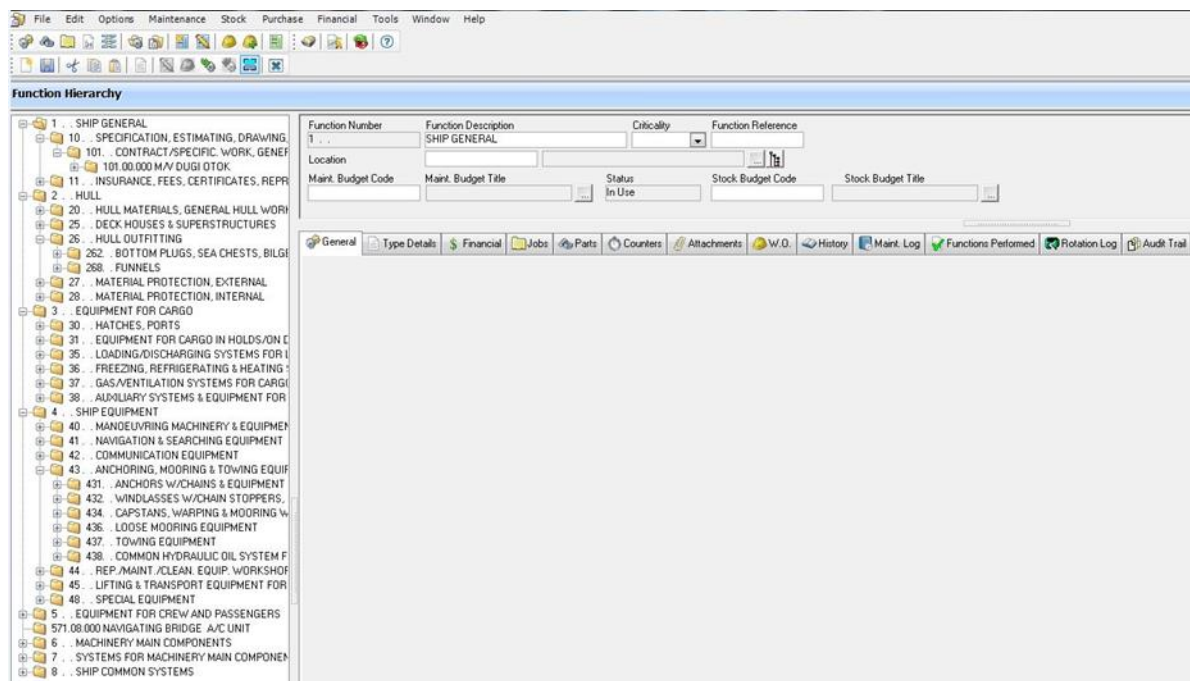 File Edit Options Maintenance Stock Purchase Financial Tools Window Help
Function Hierarchy
1 . . SHIP GENERAL
10. . SPECIFICATION, ESTIMATING, DRAWING,
101. . CONTRACT/SPECIFIC. WORK, GENER
101.00.000 M/V DUGI OTOK
11. . INSURANCE, FEES, CERTIFICATES, REPR
2 . . HULL
20. . HULL MATERIALS, GENERAL HULL WORK
25. . DECK HOUSES & SUPERSTRUCTURES
26. . HULL OUTFITTING
262. . BOTTOM PLUGS, SEA CHESTS, BILGE
268. . FUNNELS
27. . MATERIAL PROTECTION, EXTERNAL
28. . MATERIAL PROTECTION, INTERNAL
3 . . EQUIPMENT FOR CARGO
30. . HATCHES, PORTS
31. . EQUIPMENT FOR CARGO IN HOLDS/ON D
35. . LOADING/DISCHARGING SYSTEMS FOR L
36. . FREEZING, REFRIGERATING & HEATING S
37. . GAS/VENTILATION SYSTEMS FOR CARGO
38. . AUXILIARY SYSTEMS & EQUIPMENT FOR
4 . . SHIP EQUIPMENT
40. . MANOEUVRING MACHINERY & EQUIPMEN
41. . NAVIGATION & SEARCHING EQUIPMENT
42. . COMMUNICATION EQUIPMENT
43. . ANCHORING, MOORING & TOWING EQUIP
431. . ANCHORS W/CHAINS & EQUIPMENT
432. . WINDLASSES W/CHAIN STOPPERS,
434. . CAPSTANS, WARPING & MOORING W
436. . LOOSE MOORING EQUIPMENT
437. . TOWING EQUIPMENT
438. . COMMON HYDRAULIC OIL SYSTEM F
44. . REP./MAINT./CLEAN. EQUIP. WORKSHOP
45. . LIFTING & TRANSPORT EQUIPMENT FOR
48. . SPECIAL EQUIPMENT
5 . . EQUIPMENT FOR CREW AND PASSENGERS
571.08.000 NAVIGATING BRIDGE A/C UNIT
6 . . MACHINERY MAIN COMPONENTS
7 . . SYSTEMS FOR MACHINERY MAIN COMPONEN
8 . . SHIP COMMON SYSTEMS
Function Number Function Description Criticality Function Reference
1 . . SHIP GENERAL
Location
Maint. Budget Code Maint. Budget Title Status Stock Budget Code Stock Budget Title
In Use
General Type Details Financial Jobs Parts Counters Attachments W.O. History Maint. Log Functions Performed Rotation Log Audit Trail